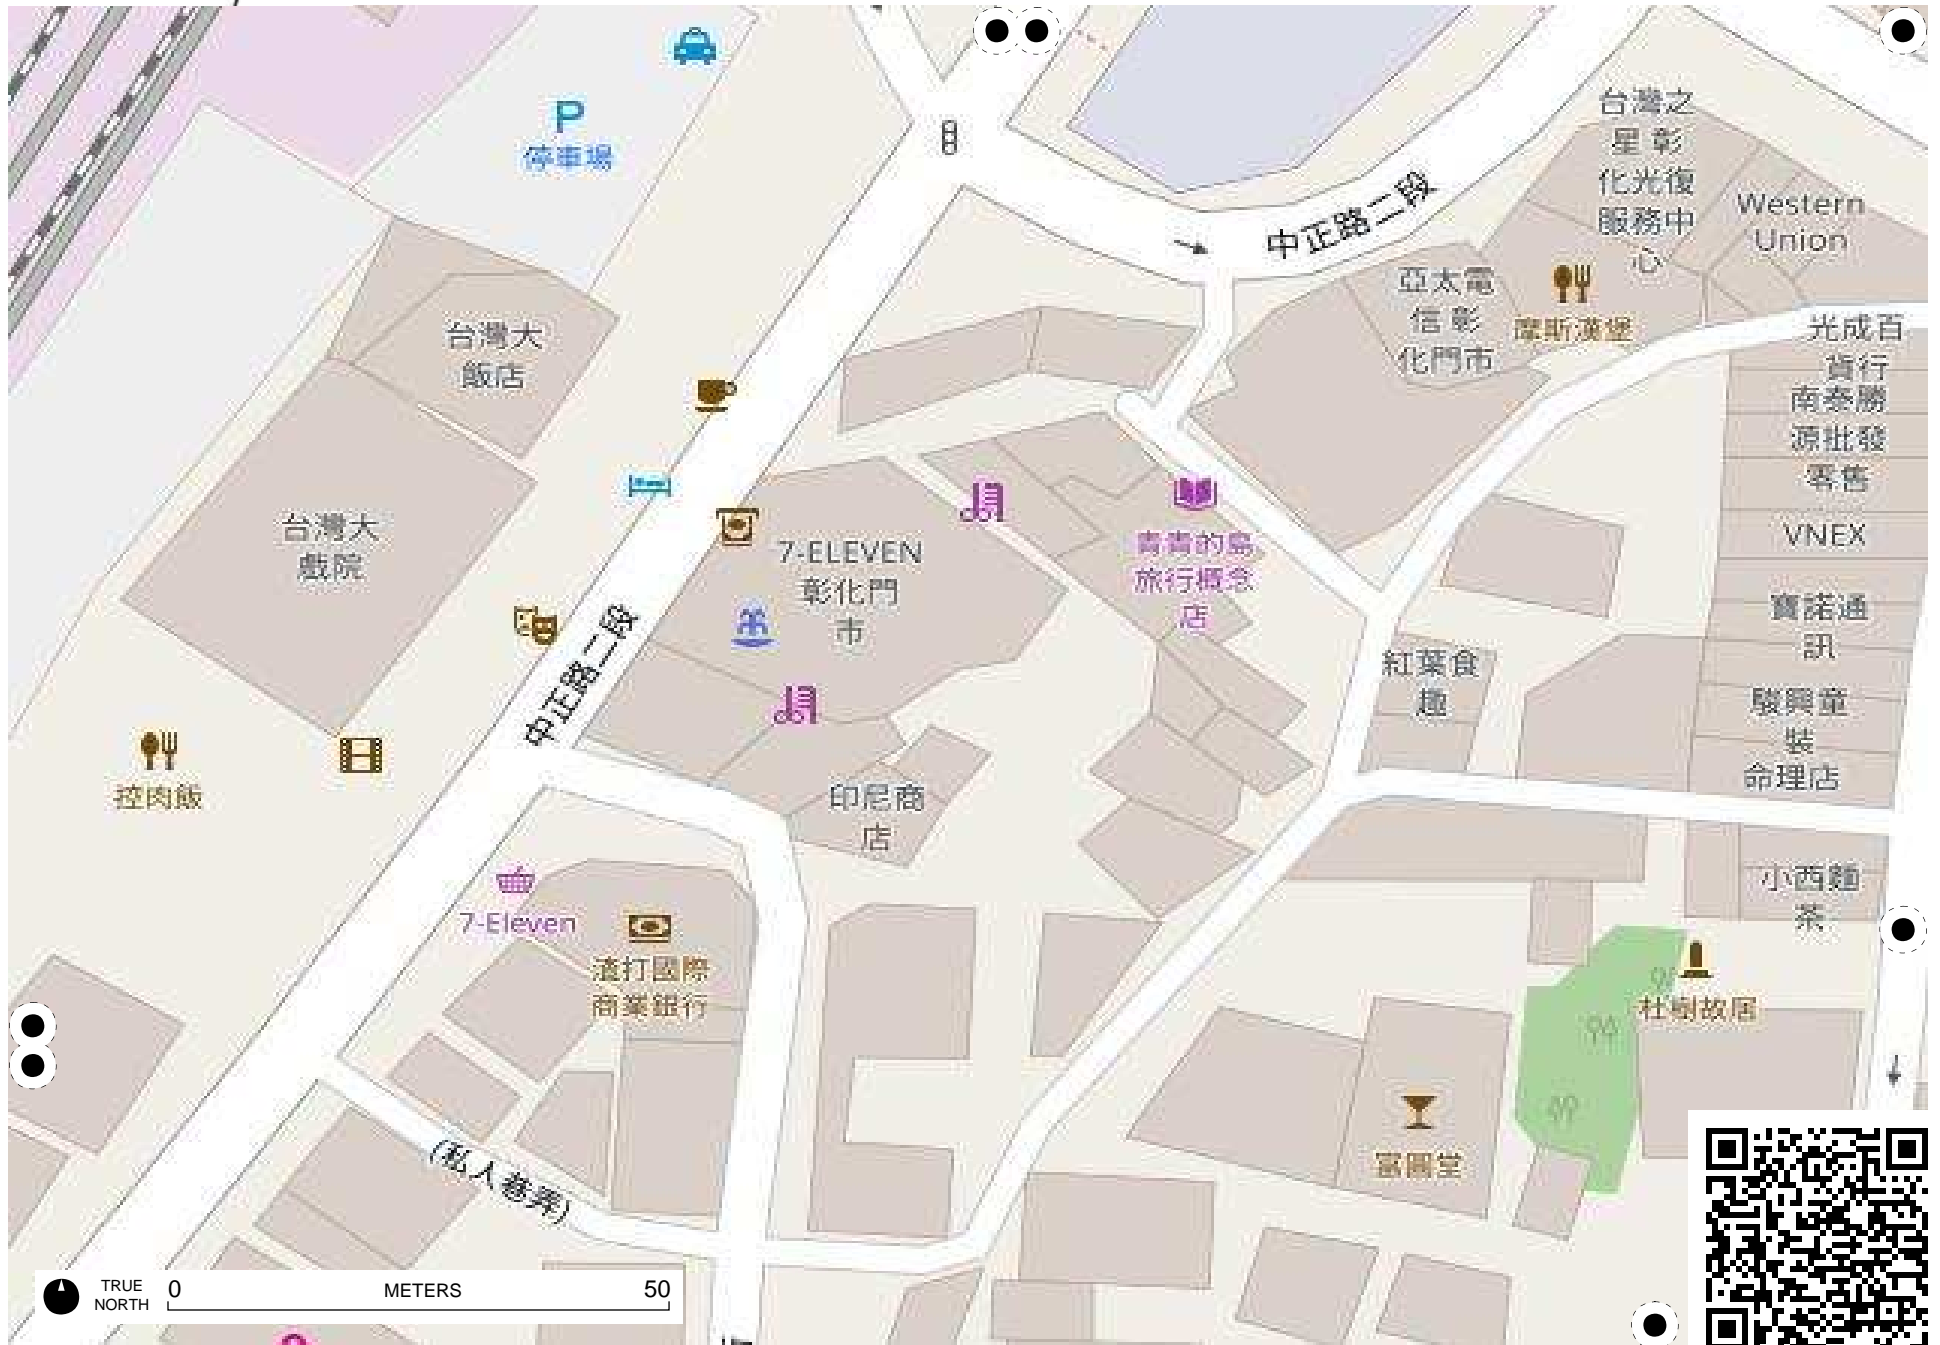 P
停車場
台灣之
星 彰
化光復
服務中
心
Western
Union
中正路二段
亞太電
信 彰
化門市
摩斯漢堡
光成百
貨行
台灣大
飯店
南泰勝
源批發
零售
台灣大
戲院
7-ELEVEN
彰化門
市
青青的島
旅行概念
店
VNEX
寶諾通
訊
中正路二段
紅葉食
趣
駿興童
裝
命理店
控肉飯
印尼商
店
小西麵
茶
7-Eleven
渣打國際
商業銀行
杜樹故居
富圓堂
(私人巷弄)
TRUE
NORTH
0 METERS 50